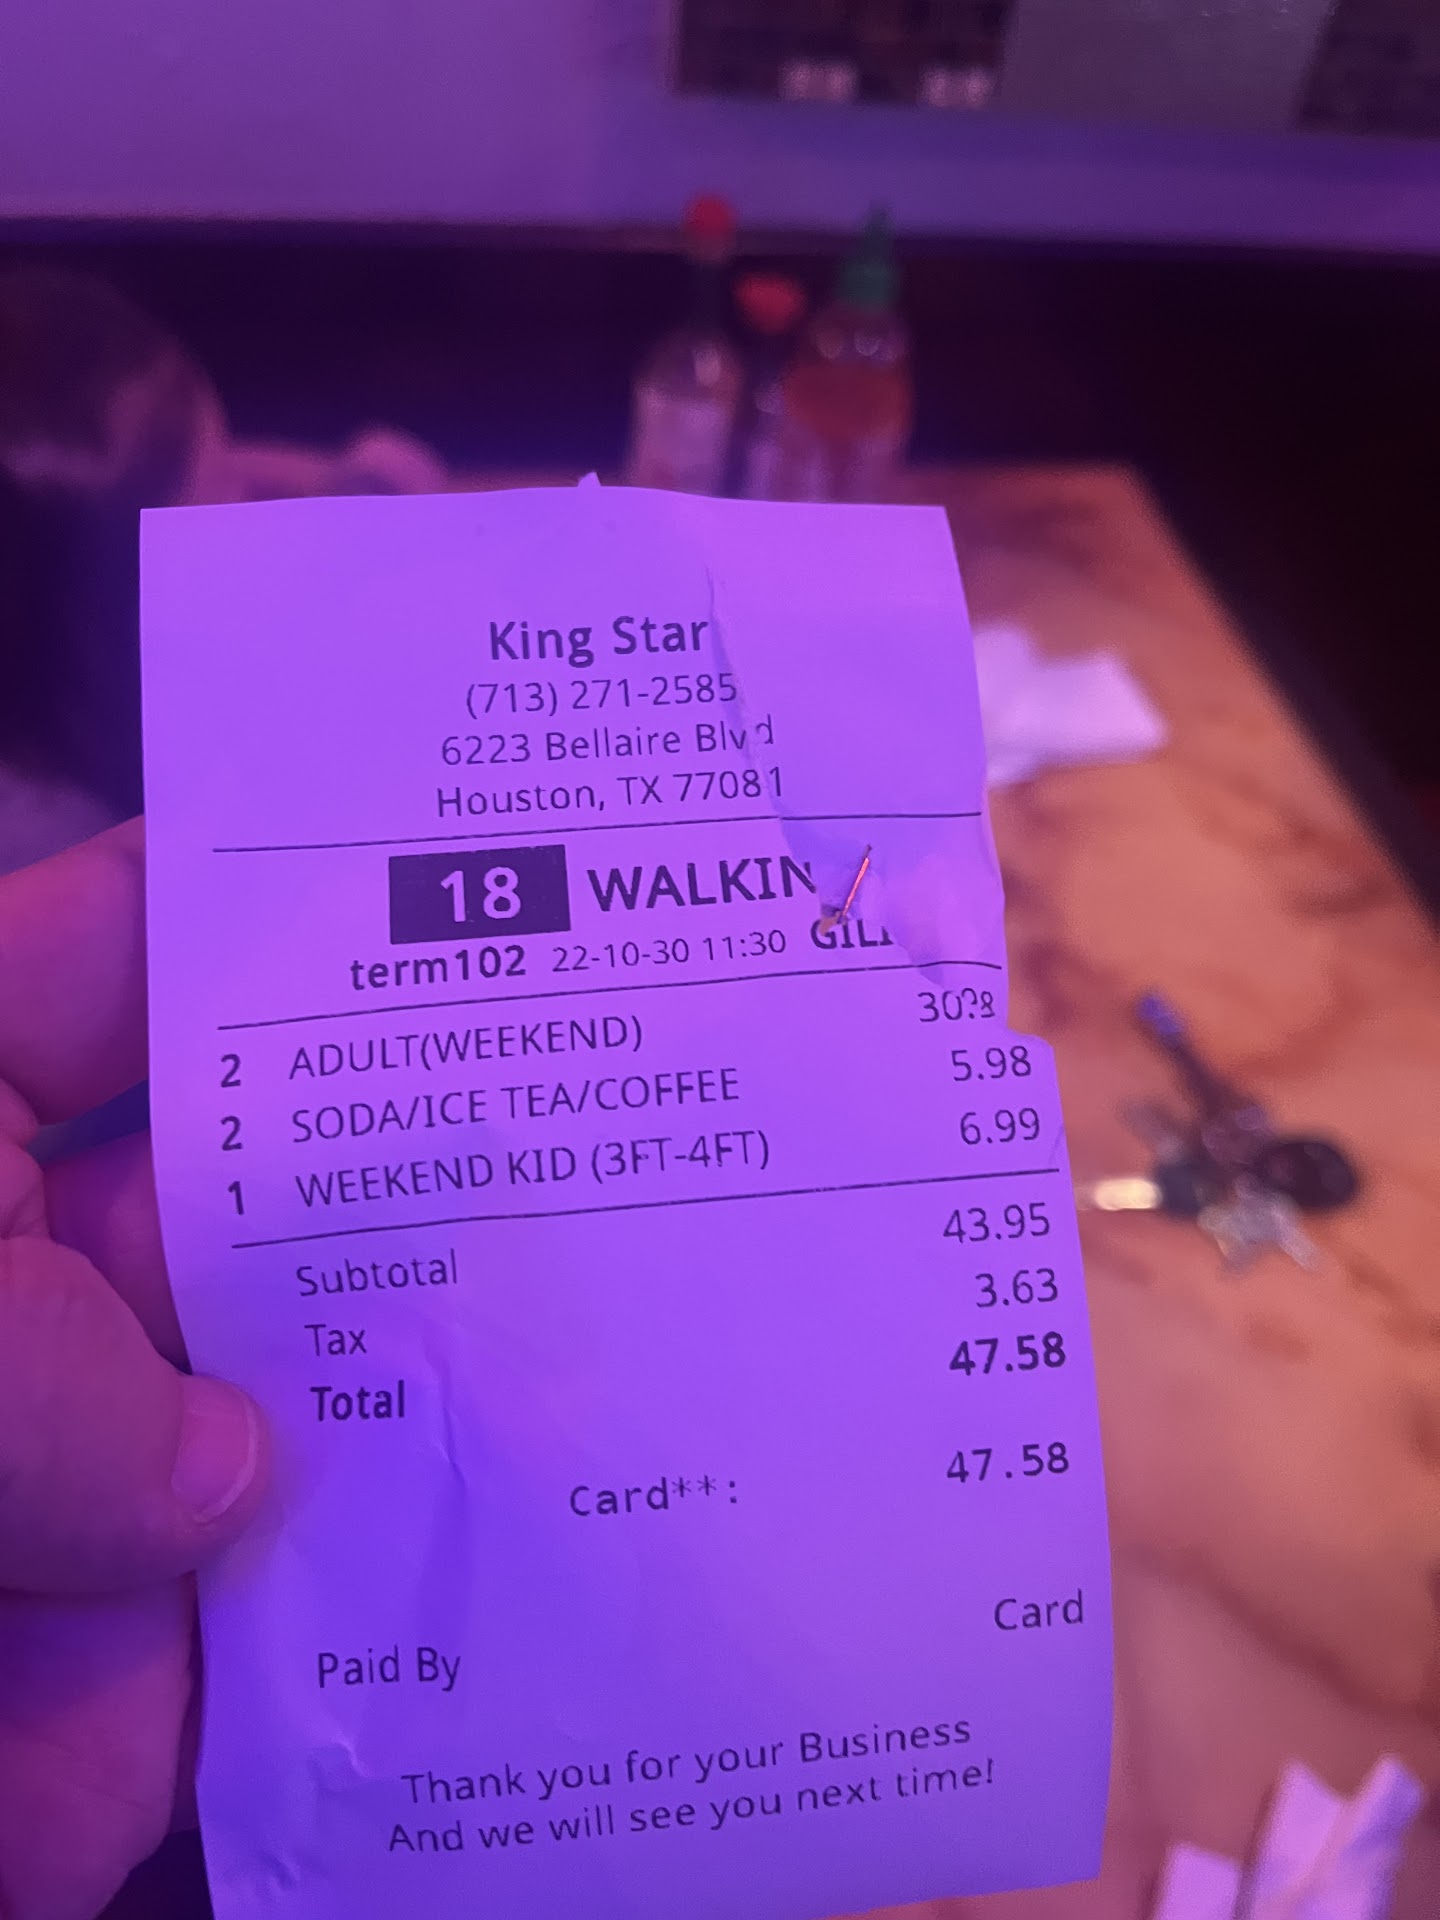 King Star
(713) 271-2585
6223 Bellaire Blvd
Houston, TX 77081
18 WALKIN
term102 22-10-30 11:30
2 ADULT(WEEKEND)
2 SODA/ICE TEA/COFFEE 5.98
1 WEEKEND KID (3FT-4FT) 6.99
Subtotal 43.95
Tax 3.63
Total 47.58
Card**: 47.58
Paid By Card
Thank you for your Business
And we will see you next time!